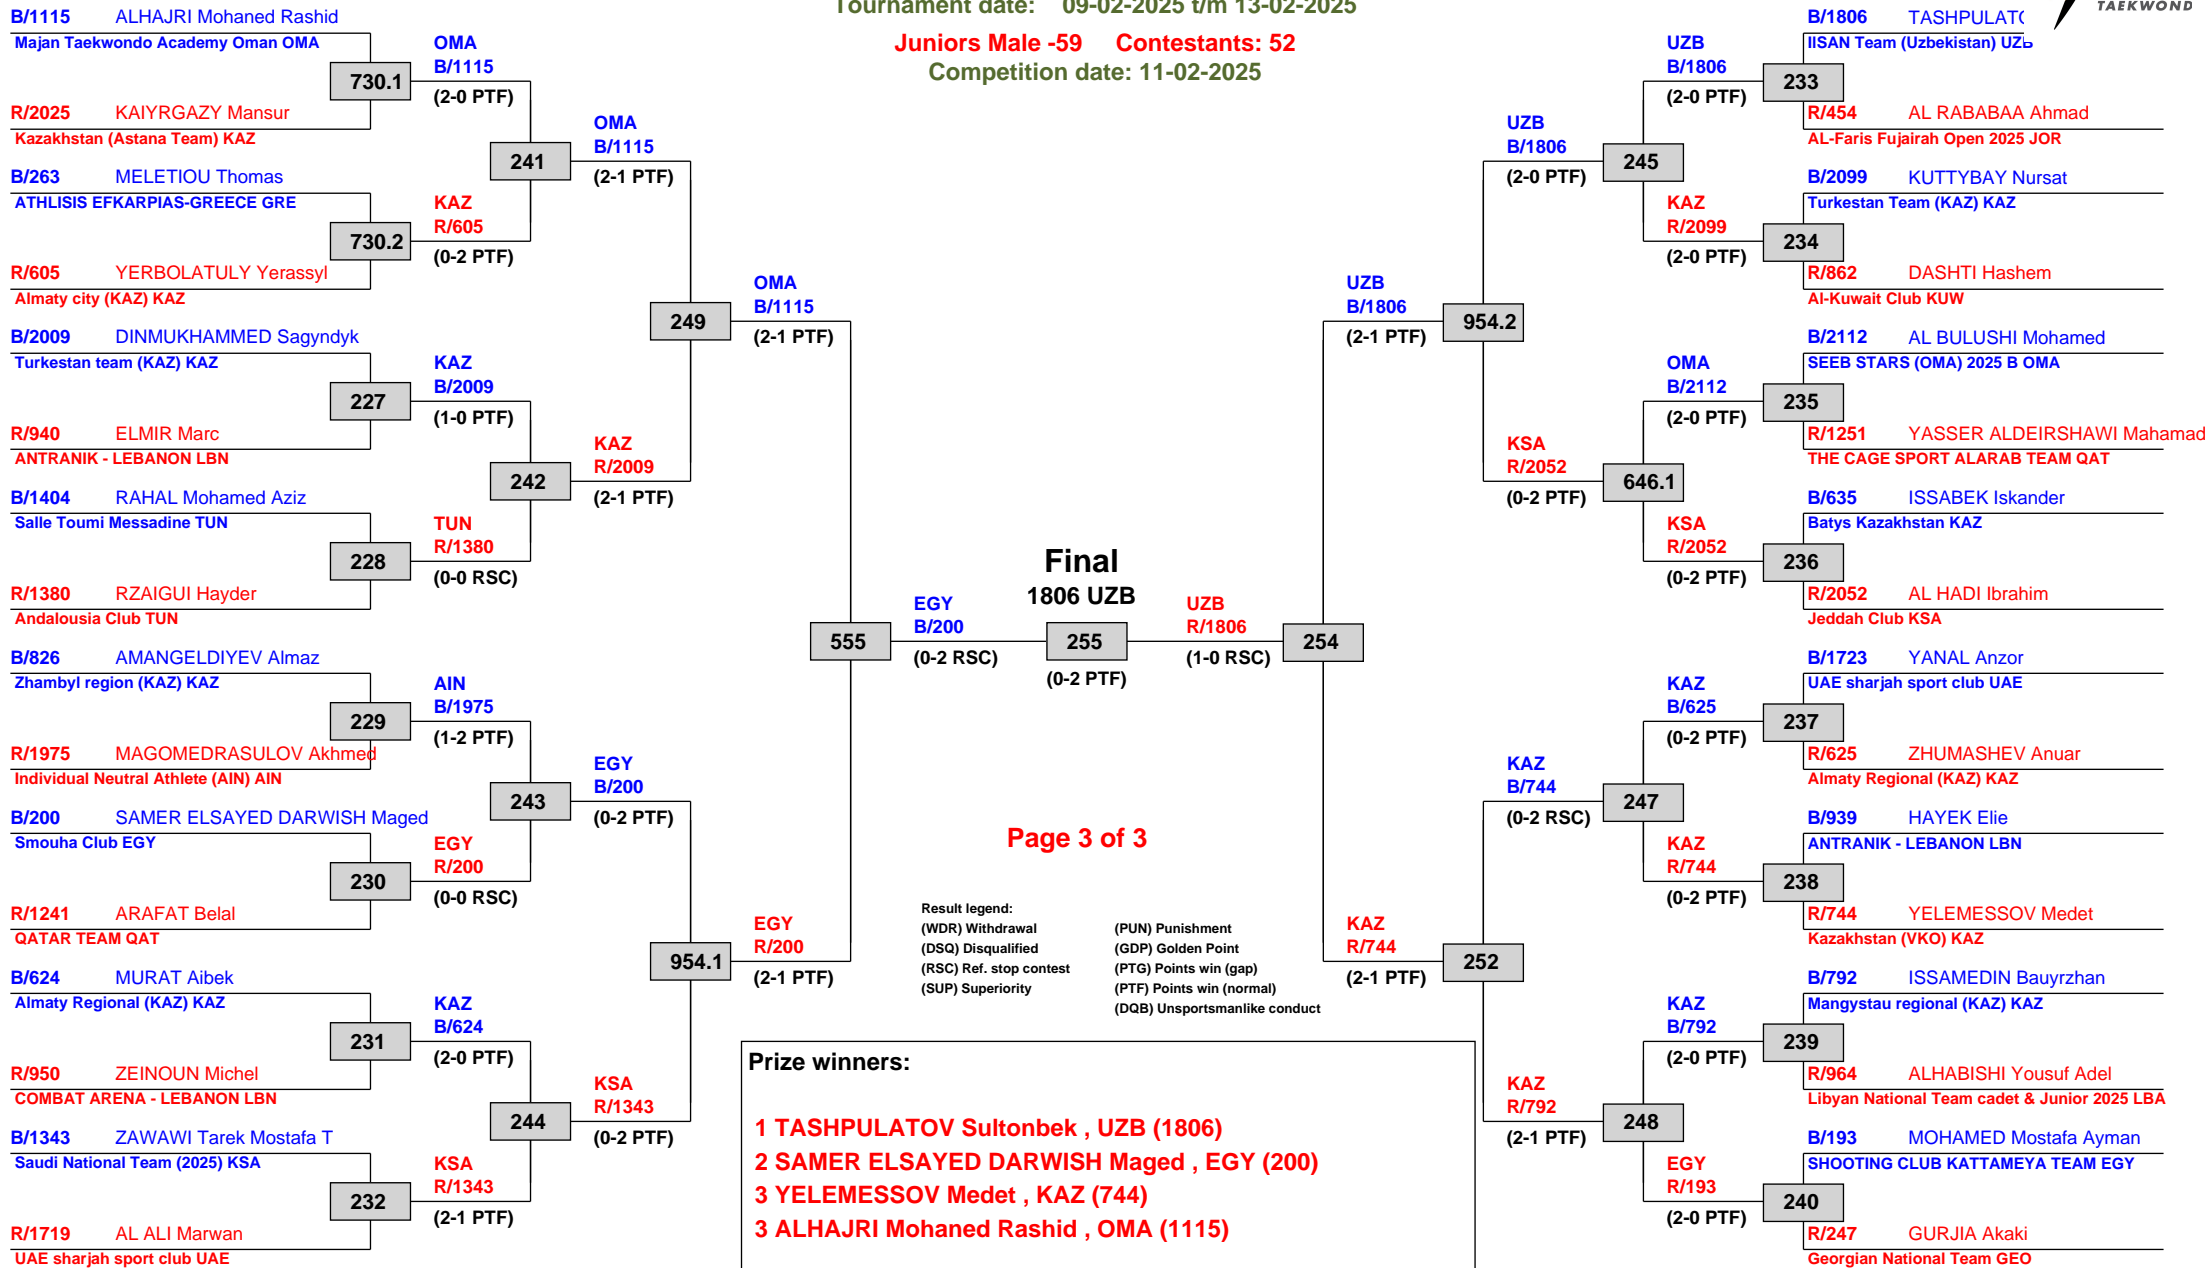 Tournament date: 09-02-2025 t/m 13-02-2025
Juniors Male -59 Contestants: 52
Competition date: 11-02-2025
TAEKWOND
B/1115 ALHAJRI Mohaned Rashid
Majan Taekwondo Academy Oman OMA
730.1
R/2025 KAIYRGAZY Mansur
Kazakhstan (Astana Team) KAZ
B/263 MELETIOU Thomas
ATHLISIS EFKARPIAS-GREECE GRE
730.2
R/605 YERBOLATULY Yerassyl
Almaty city (KAZ) KAZ
B/2009 DINMUKHAMMED Sagyndyk
Turkestan team (KAZ) KAZ
227
R/940 ELMIR Marc
ANTRANIK - LEBANON LBN
B/1404 RAHAL Mohamed Aziz
Salle Toumi Messadine TUN
228
R/1380 RZAIGUI Hayder
Andalousia Club TUN
B/826 AMANGELDIYEV Almaz
Zhambyl region (KAZ) KAZ
229
R/1975 MAGOMEDRASULOV Akhmed
Individual Neutral Athlete (AIN) AIN
B/200 SAMER ELSAYED DARWISH Maged
Smouha Club EGY
230
R/1241 ARAFAT Belal
QATAR TEAM QAT
B/624 MURAT Aibek
Almaty Regional (KAZ) KAZ
231
R/950 ZEINOUN Michel
COMBAT ARENA - LEBANON LBN
B/1343 ZAWAWI Tarek Mostafa T
Saudi National Team (2025) KSA
232
R/1719 AL ALI Marwan
UAE sharjah sport club UAE
OMA
B/1115
(2-0 PTF)
241
KAZ
R/605
(0-2 PTF)
KAZ
B/2009
(1-0 PTF)
242
TUN
R/1380
(0-0 RSC)
AIN
B/1975
(1-2 PTF)
243
EGY
R/200
(0-0 RSC)
KAZ
B/624
(2-0 PTF)
244
KSA
R/1343
(2-1 PTF)
OMA
B/1115
(2-1 PTF)
249
KAZ
R/2009
(2-1 PTF)
EGY
B/200
(0-2 PTF)
954.1
KSA
R/1343
(0-2 PTF)
OMA
B/1115
(2-1 PTF)
555
EGY
R/200
(2-1 PTF)
EGY
B/200
(0-2 RSC)
Final
1806 UZB
255
(0-2 PTF)
UZB
R/1806
(1-0 RSC)
254
UZB
B/1806
(2-1 PTF)
KAZ
R/744
(2-1 PTF)
UZB
B/1806
(2-0 PTF)
954.2
KSA
R/2052
(0-2 PTF)
KAZ
B/744
(0-2 RSC)
252
KAZ
R/792
(2-1 PTF)
UZB
B/1806
(2-0 PTF)
245
KAZ
R/2099
(2-0 PTF)
OMA
B/2112
(2-0 PTF)
646.1
KSA
R/2052
(0-2 PTF)
KAZ
B/625
(0-2 PTF)
247
KAZ
R/744
(0-2 PTF)
KAZ
B/792
(2-0 PTF)
248
EGY
R/193
(2-0 PTF)
B/1806 TASHPULATO
IISAN Team (Uzbekistan) UZB
233
R/454 AL RABABAA Ahmad
AL-Faris Fujairah Open 2025 JOR
B/2099 KUTTYBAY Nursat
Turkestan Team (KAZ) KAZ
234
R/862 DASHTI Hashem
Al-Kuwait Club KUW
B/2112 AL BULUSHI Mohamed
SEEB STARS (OMA) 2025 B OMA
235
R/1251 YASSER ALDEIRSHAWI Mahamad
THE CAGE SPORT ALARAB TEAM QAT
B/635 ISSABEK Iskander
Batys Kazakhstan KAZ
236
R/2052 AL HADI Ibrahim
Jeddah Club KSA
B/1723 YANAL Anzor
UAE sharjah sport club UAE
237
R/625 ZHUMASHEV Anuar
Almaty Regional (KAZ) KAZ
B/939 HAYEK Elie
ANTRANIK - LEBANON LBN
238
R/744 YELEMESSOV Medet
Kazakhstan (VKO) KAZ
B/792 ISSAMEDIN Bauyrzhan
Mangystau regional (KAZ) KAZ
239
R/964 ALHABISHI Yousuf Adel
Libyan National Team cadet & Junior 2025 LBA
B/193 MOHAMED Mostafa Ayman
SHOOTING CLUB KATTAMEYA TEAM EGY
240
R/247 GURJIA Akaki
Georgian National Team GEO
Page 3 of 3
Result legend:
(WDR) Withdrawal (PUN) Punishment
(DSQ) Disqualified (GDP) Golden Point
(RSC) Ref. stop contest (PTG) Points win (gap)
(SUP) Superiority (PTF) Points win (normal)
(DQB) Unsportsmanlike conduct
Prize winners:
1 TASHPULATOV Sultonbek , UZB (1806)
2 SAMER ELSAYED DARWISH Maged , EGY (200)
3 YELEMESSOV Medet , KAZ (744)
3 ALHAJRI Mohaned Rashid , OMA (1115)